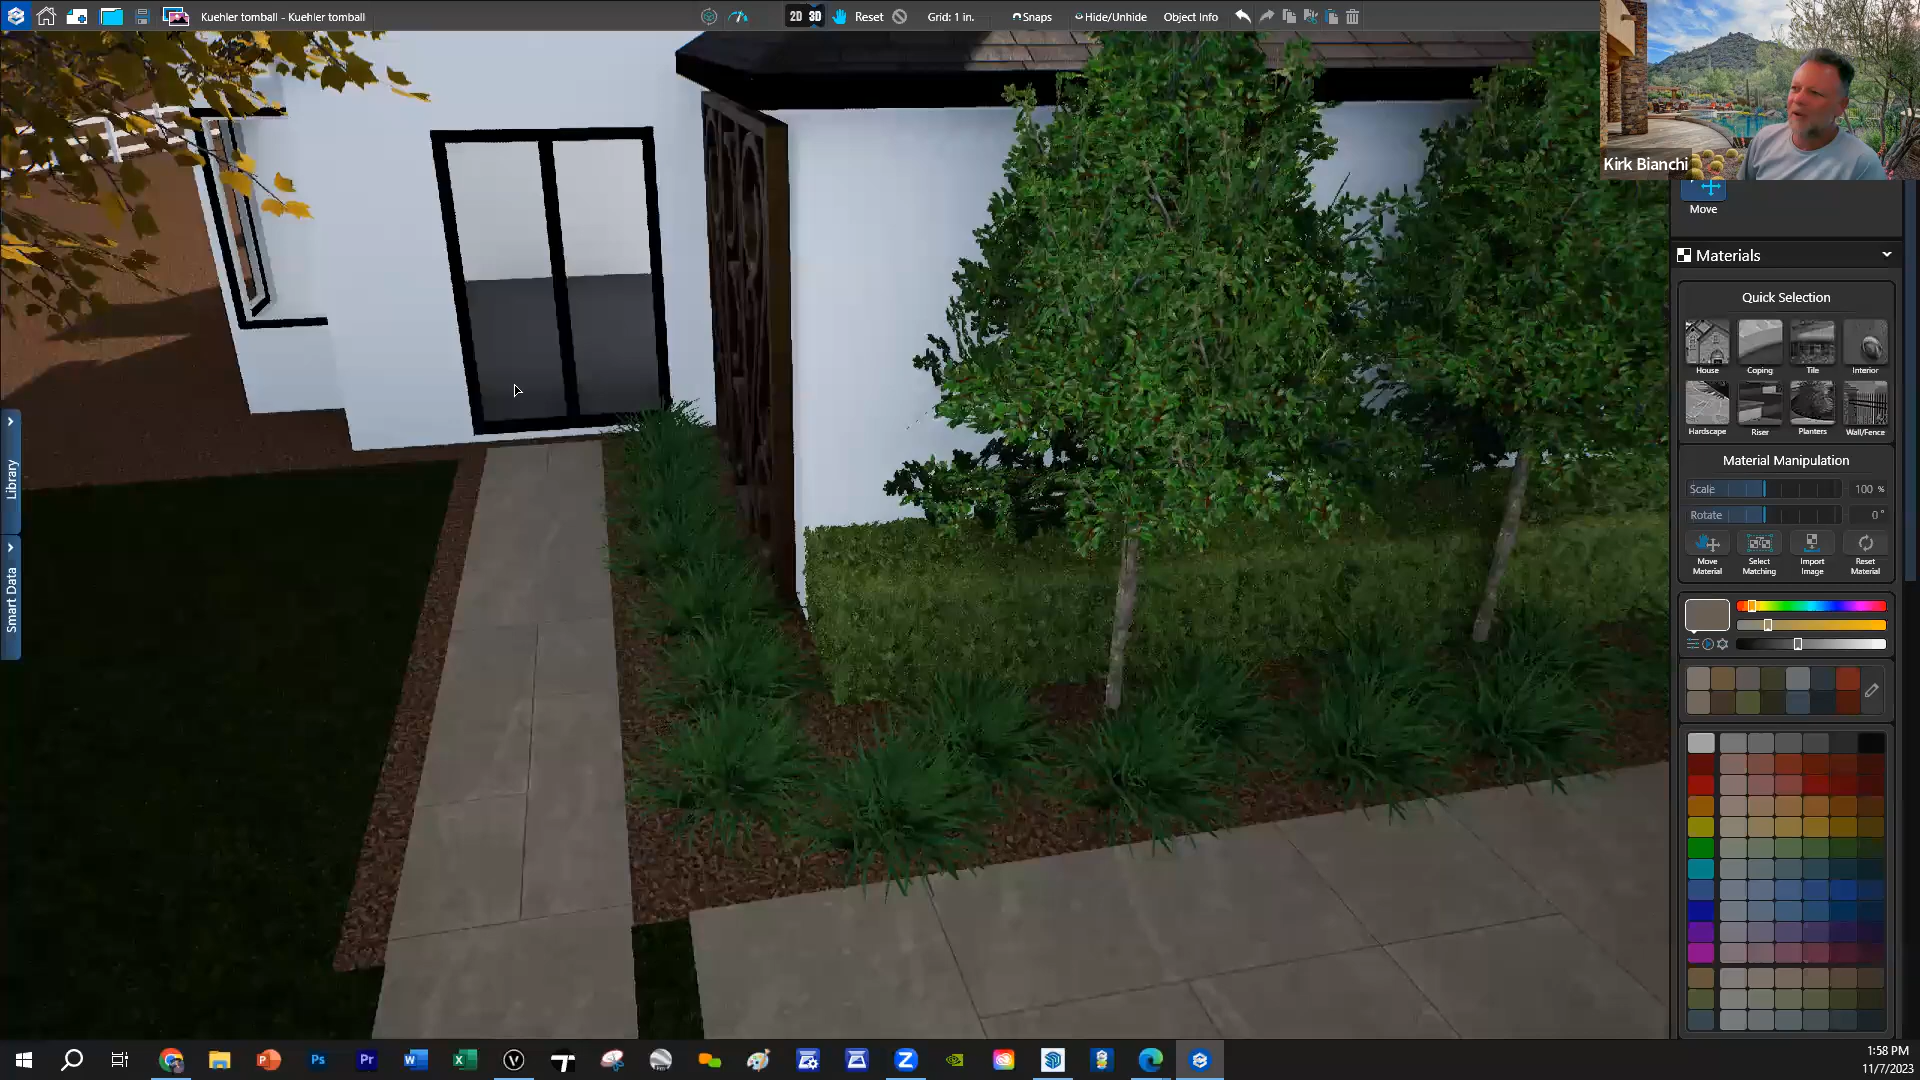 Kuehler tomball - Kuehler tomball
2D 3D Reset Grid: 1 in. Snaps Hide/Unhide Object Info
Kirk Bianchi
Move
Materials
Quick Selection
House Coping Tile Interior
Hardscape Riser Planters Wall/Fence
Material Manipulation
Scale 100 %
Rotate 0 °
Move Select Import Reset
Material Matching Image Material
Library
Smart Data
1:58 PM
11/7/2023